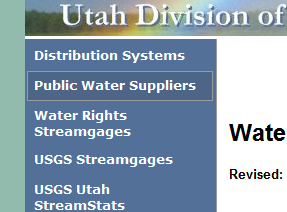 Utah Division of
Distribution Systems
Public Water Suppliers
Water Rights
Streamgages
USGS Streamgages
USGS Utah
StreamStats
Wate
Revised: